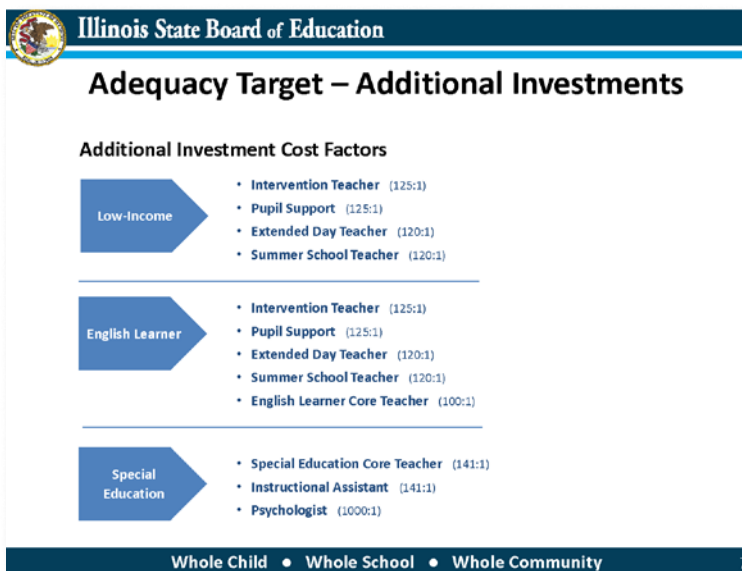 Illinois State Board of Education
Adequacy Target – Additional Investments
Additional Investment Cost Factors
Low-Income
• Intervention Teacher (125:1)
• Pupil Support (125:1)
• Extended Day Teacher (120:1)
• Summer School Teacher (120:1)
English Learner
• Intervention Teacher (125:1)
• Pupil Support (125:1)
• Extended Day Teacher (120:1)
• Summer School Teacher (120:1)
• English Learner Core Teacher (100:1)
Special
Education
• Special Education Core Teacher (141:1)
• Instructional Assistant (141:1)
• Psychologist (1000:1)
Whole Child • Whole School • Whole Community